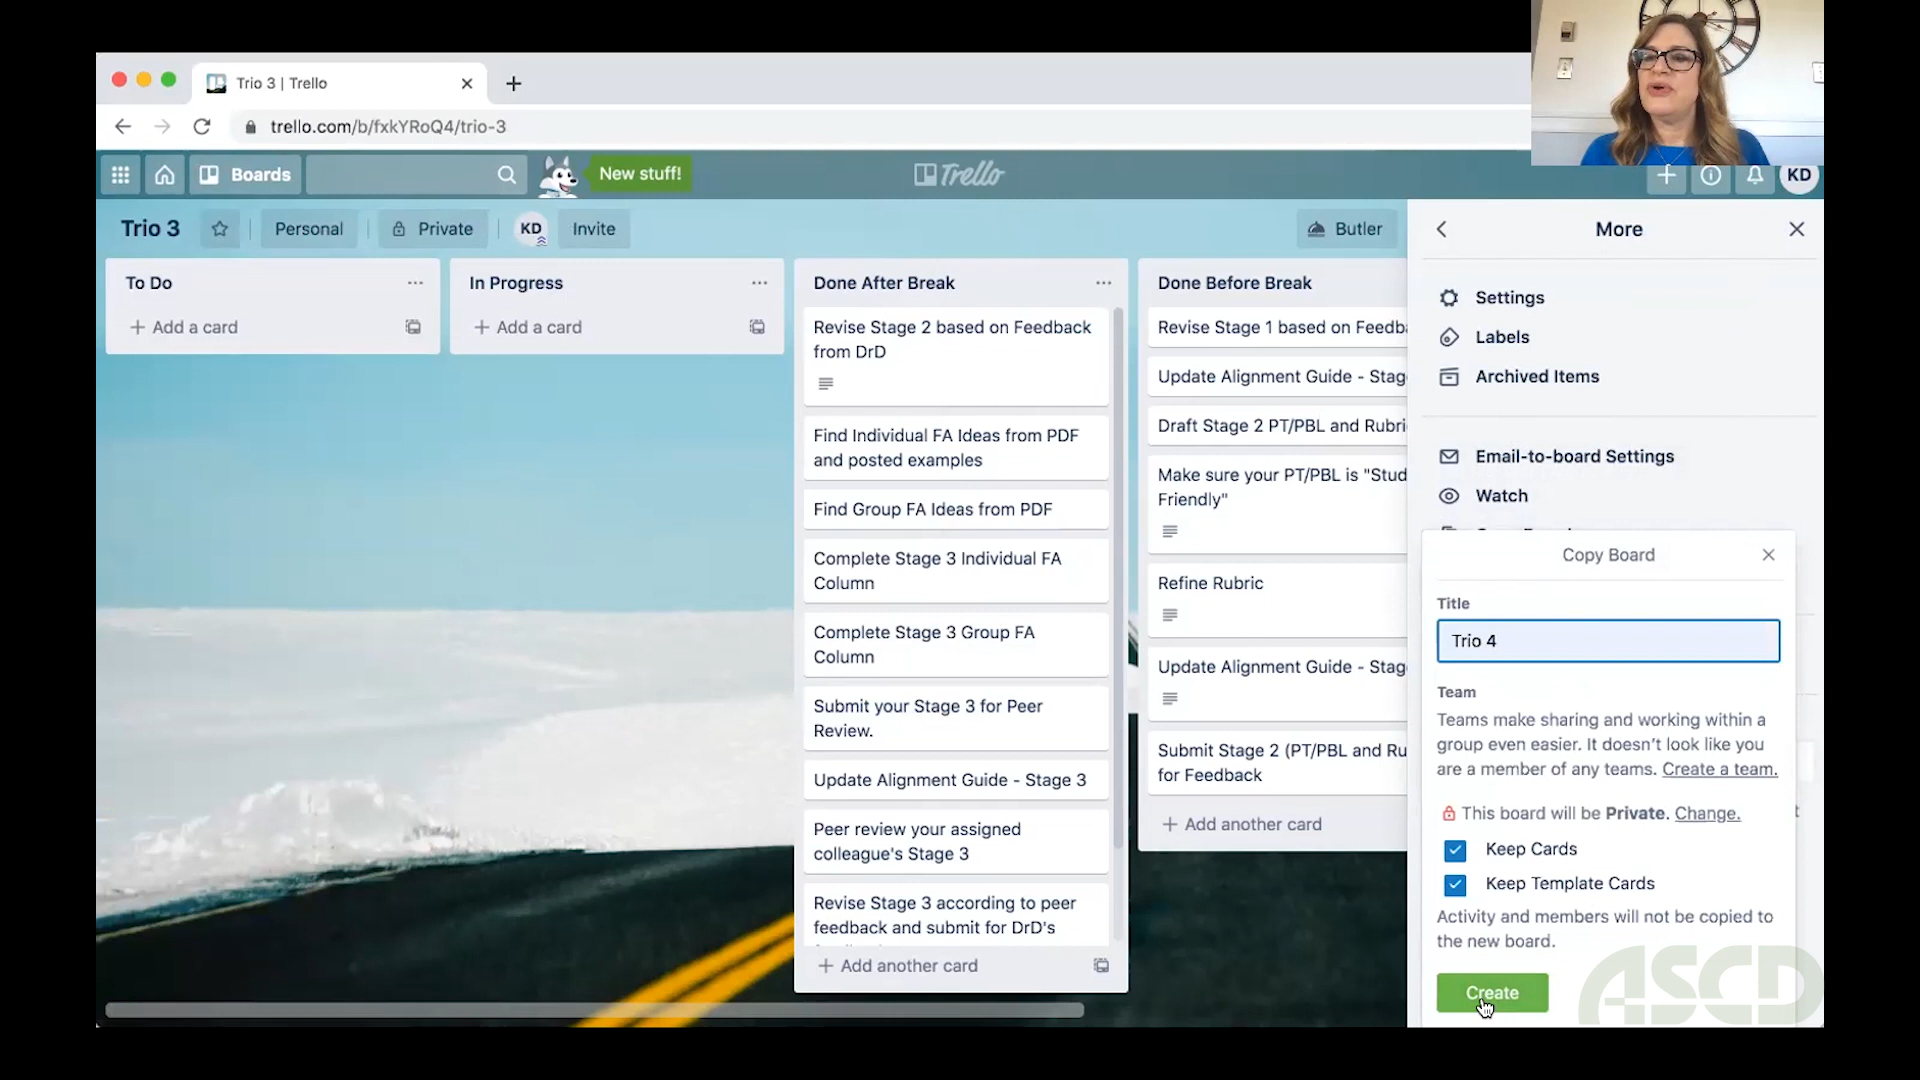 Trio 3 | Trello
trello.com/b/fxkYRoQ4/trio-3
Boards
New stuff!
Trello
KD
Trio 3
Personal
Private
KD
Invite
Butler
To Do
Add a card
In Progress
Add a card
Done After Break
Revise Stage 2 based on Feedback
from DrD
Find Individual FA Ideas from PDF
and posted examples
Find Group FA Ideas from PDF
Complete Stage 3 Individual FA
Column
Complete Stage 3 Group FA
Column
Submit your Stage 3 for Peer
Review.
Update Alignment Guide - Stage 3
Peer review your assigned
colleague's Stage 3
Revise Stage 3 according to peer
feedback and submit for DrD's
Add another card
Done Before Break
Revise Stage 1 based on Feedb
Update Alignment Guide - Stag
Draft Stage 2 PT/PBL and Rubri
Make sure your PT/PBL is "Stud
Friendly"
Refine Rubric
Update Alignment Guide - Stag
Submit Stage 2 (PT/PBL and Ru
for Feedback
Add another card
More
Settings
Labels
Archived Items
Email-to-board Settings
Watch
Copy Board
Title
Trio 4
Team
Teams make sharing and working within a
group even easier. It doesn't look like you
are a member of any teams. Create a team.
This board will be Private. Change.
Keep Cards
Keep Template Cards
Activity and members will not be copied to
the new board.
Create
ASCD